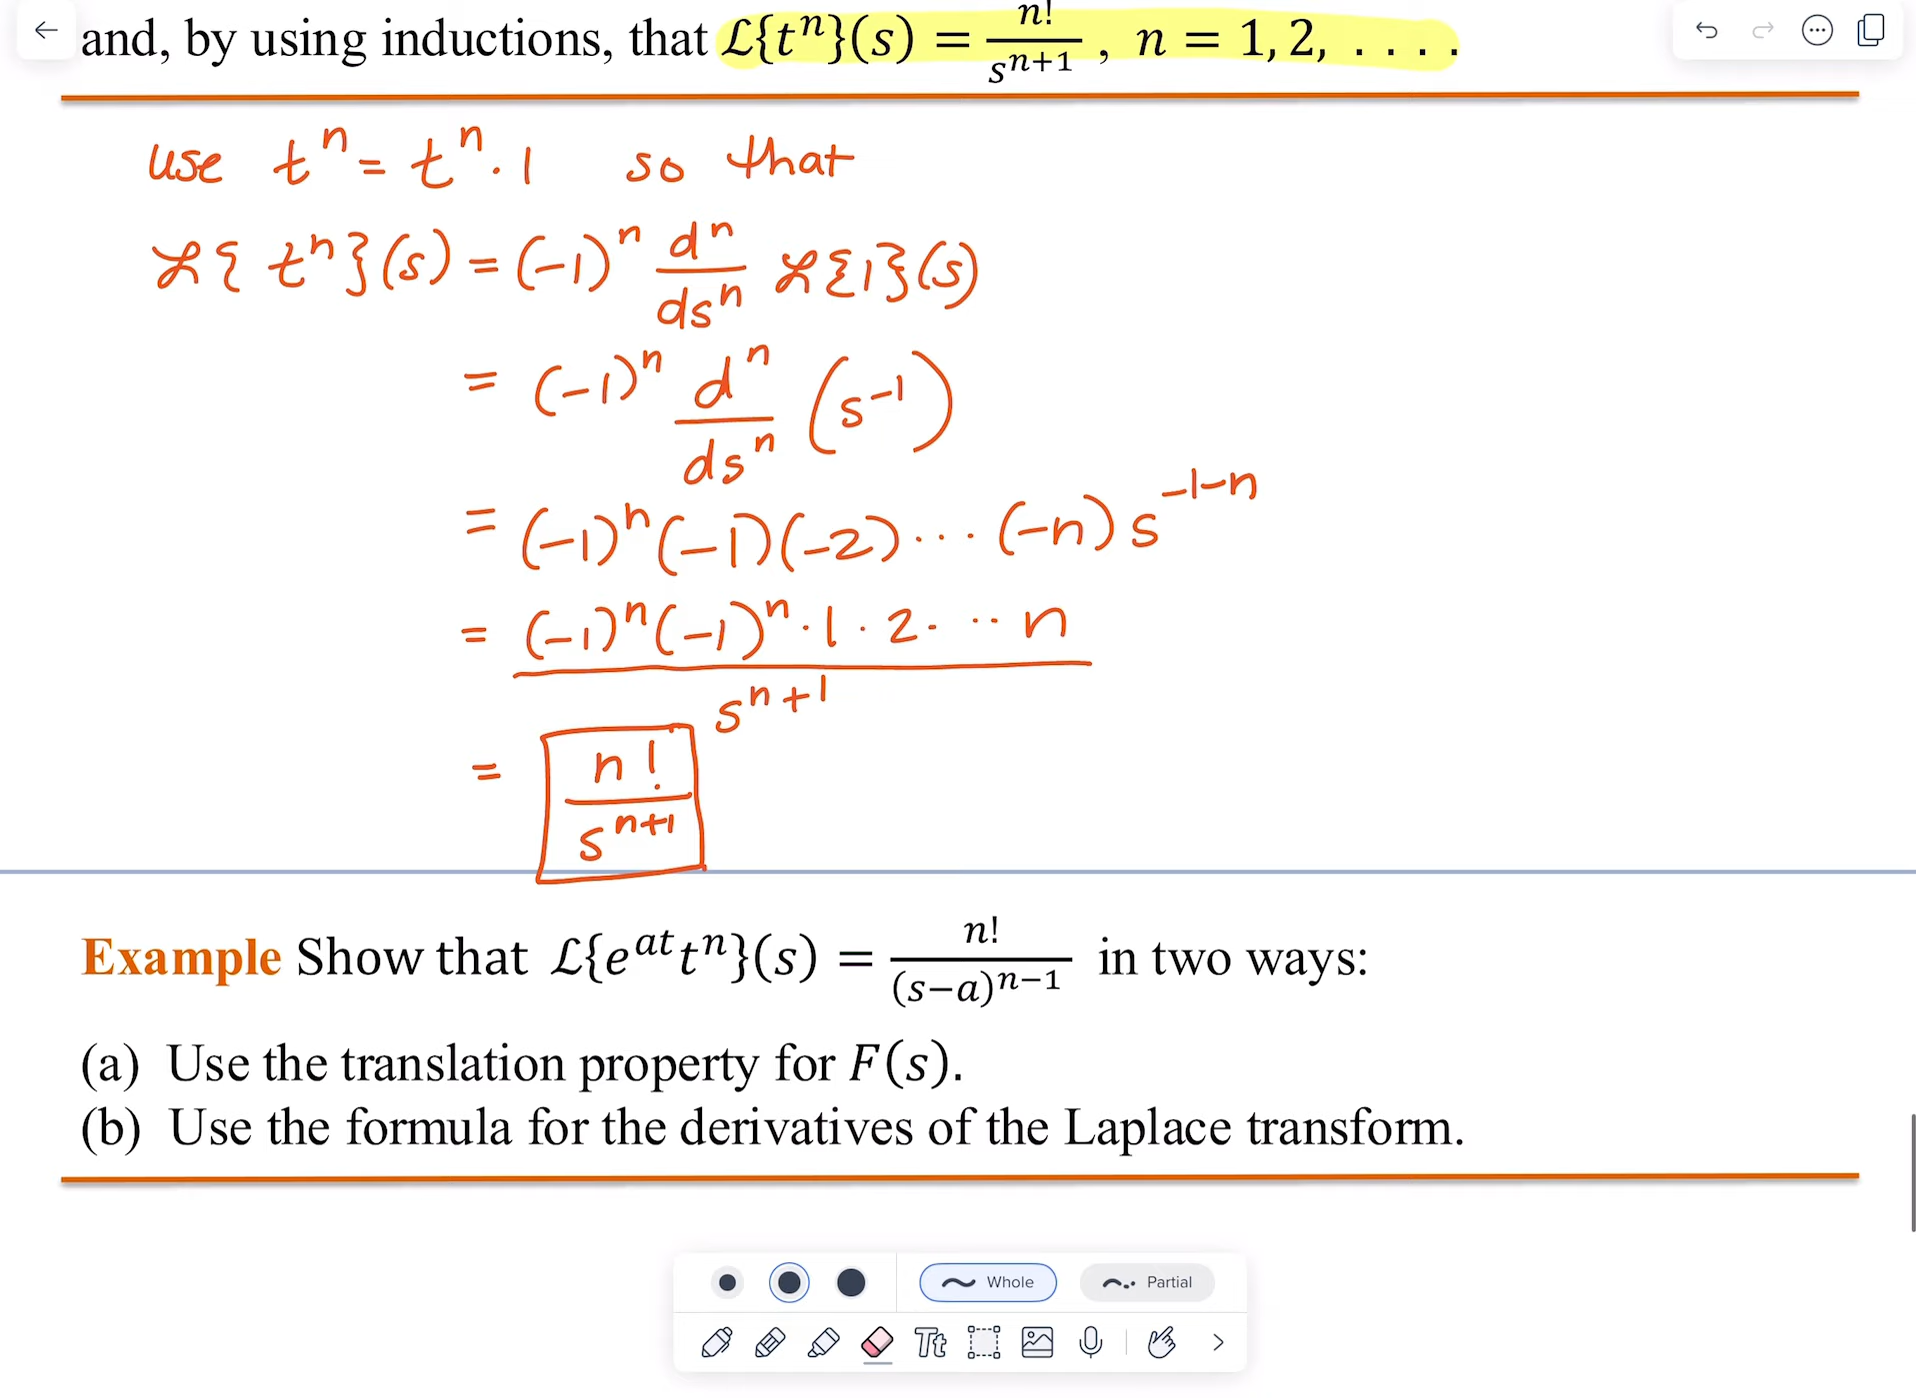 and, by using inductions, that ℒ{tⁿ}(s) = n!/sⁿ⁺¹ , n = 1, 2, . . . .
use tⁿ = tⁿ · 1 so that
ℒ{tⁿ}(s) = (-1)ⁿ dⁿ/dsⁿ ℒ{1}(s)
= (-1)ⁿ dⁿ/dsⁿ (s⁻¹)
= (-1)ⁿ(-1)(-2)···(-n) s⁻¹⁻ⁿ
= (-1)ⁿ(-1)ⁿ · 1 · 2 · ·· n / sⁿ⁺¹
= n!/sⁿ⁺¹
Example Show that ℒ{eᵃᵗtⁿ}(s) = n!/(s−a)ⁿ⁻¹ in two ways:
(a) Use the translation property for F(s).
(b) Use the formula for the derivatives of the Laplace transform.
Whole Partial
Tt